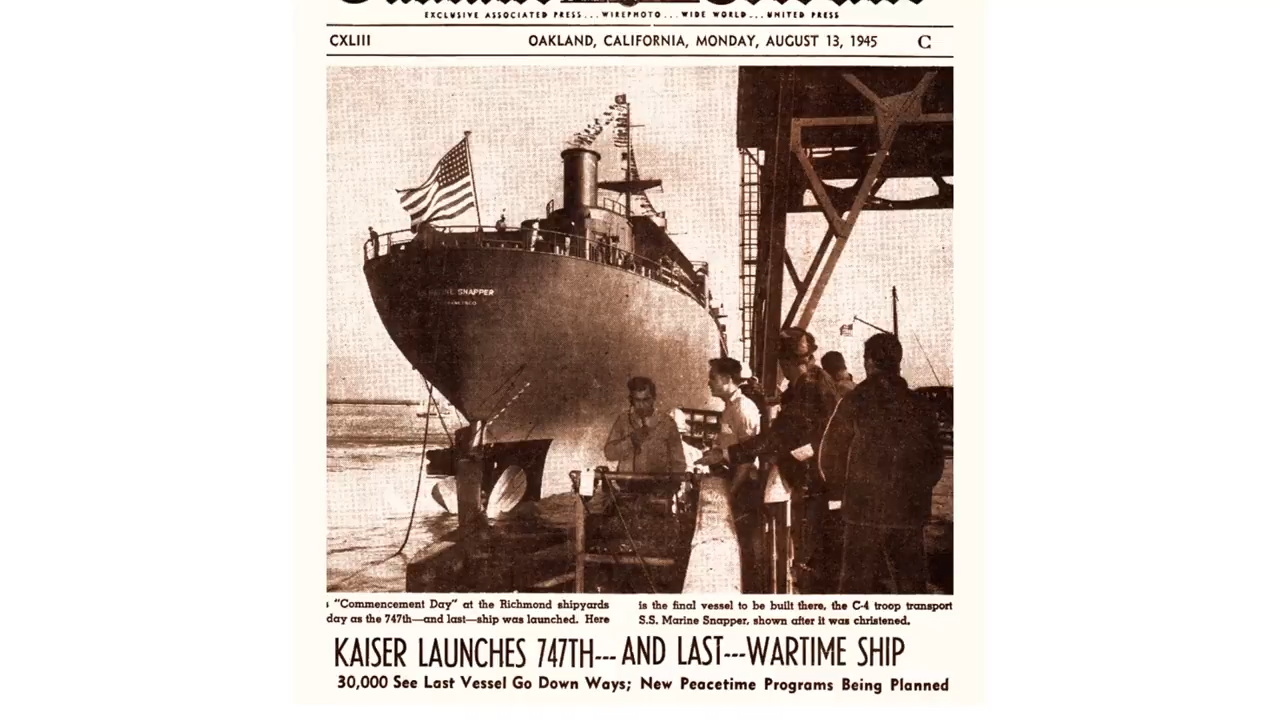 EXCLUSIVE ASSOCIATED PRESS...WIREPHOTO...WIDE WORLD...UNITED PRESS
CXLIII OAKLAND, CALIFORNIA, MONDAY, AUGUST 13, 1945 C
SNAPPER
"Commencement Day" at the Richmond shipyards
day as the 747th—and last—ship was launched. Here
is the final vessel to be built there, the C-4 troop transport
S.S. Marine Snapper, shown after it was christened.
KAISER LAUNCHES 747TH---AND LAST---WARTIME SHIP
30,000 See Last Vessel Go Down Ways; New Peacetime Programs Being Planned